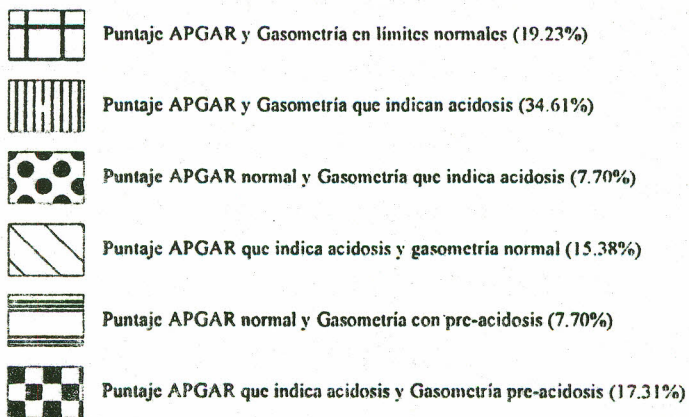 Puntaje APGAR y Gasometría en límites normales (19.23%)
Puntaje APGAR y Gasometría que indican acidosis (34.61%)
Puntaje APGAR normal y Gasometría que indica acidosis (7.70%)
Puntaje APGAR que indica acidosis y gasometría normal (15.38%)
Puntaje APGAR normal y Gasometría con pre-acidosis (7.70%)
Puntaje APGAR que indica acidosis y Gasometría pre-acidosis (17.31%)